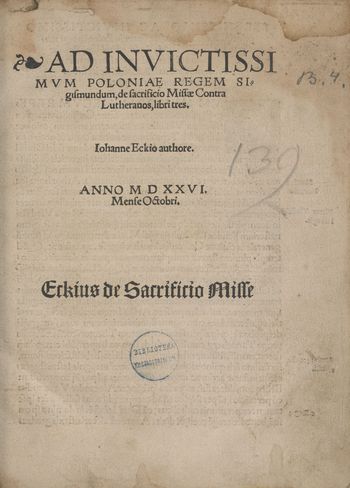 AD INVICTISSI
MVM POLONIAE REGEM SI-
giſmundum, de ſacrificio Miſſæ Contra
Lutheranos, libri tres.
13.4.
139
Iohanne Eckio authore.
ANNO M D XXVI.
Menſe Octobri.
Eckius de Sacrificio Miſſe
BIBLIOTEKA